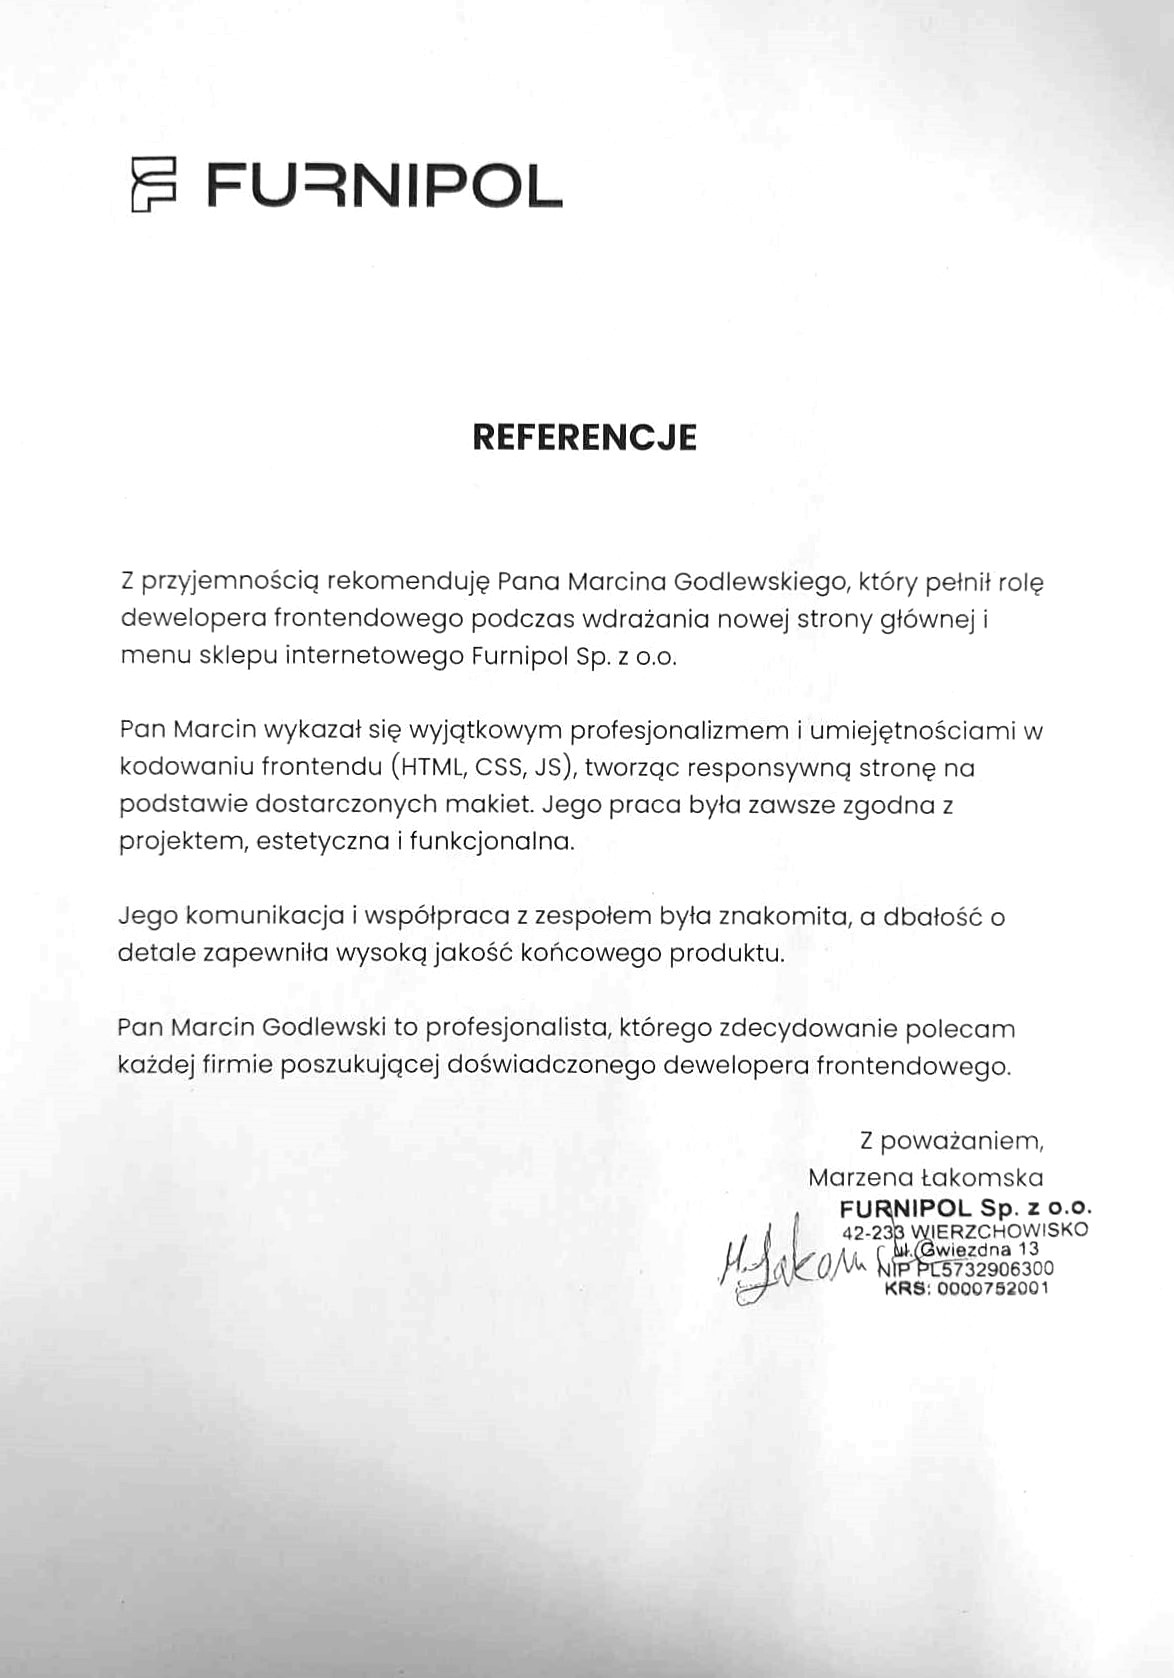 FURNIPOL
REFERENCJE
Z przyjemnością rekomenduję Pana Marcina Godlewskiego, który pełnił rolę
dewelopera frontendowego podczas wdrażania nowej strony głównej i
menu sklepu internetowego Furnipol Sp. z o.o.
Pan Marcin wykazał się wyjątkowym profesjonalizmem i umiejętnościami w
kodowaniu frontendu (HTML, CSS, JS), tworząc responsywną stronę na
podstawie dostarczonych makiet. Jego praca była zawsze zgodna z
projektem, estetyczna i funkcjonalna.
Jego komunikacja i współpraca z zespołem była znakomita, a dbałość o
detale zapewniła wysoką jakość końcowego produktu.
Pan Marcin Godlewski to profesjonalista, którego zdecydowanie polecam
każdej firmie poszukującej doświadczonego dewelopera frontendowego.
Z poważaniem,
Marzena Łakomska
FURNIPOL Sp. z o.o.
42-233 WIERZCHOWISKO
ul. Gwiezdna 13
NIP PL5732906300
KRS: 0000752001